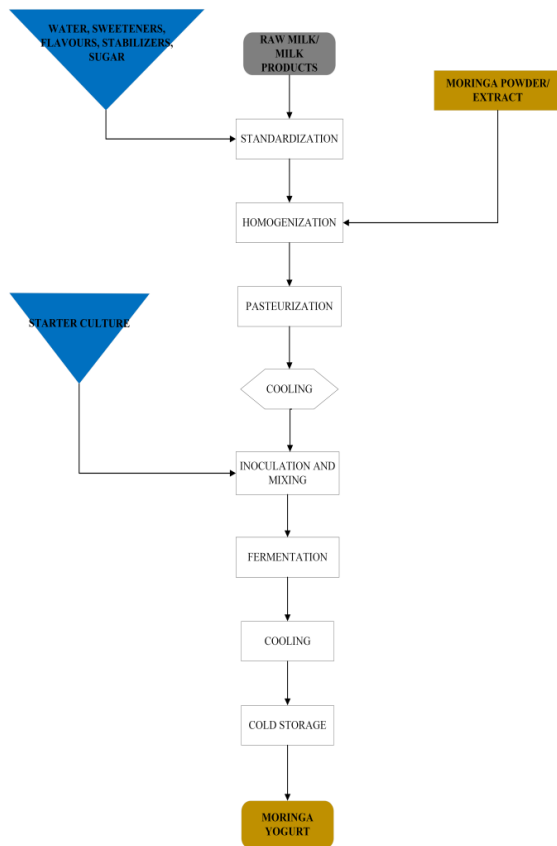 WATER, SWEETENERS,
FLAVOURS, STABILIZERS,
SUGAR
RAW MILK/
MILK
PRODUCTS
MORINGA POWDER/
EXTRACT
STANDARDIZATION
HOMOGENIZATION
PASTEURIZATION
STARTER CULTURE
COOLING
INOCULATION AND
MIXING
FERMENTATION
COOLING
COLD STORAGE
MORINGA
YOGURT